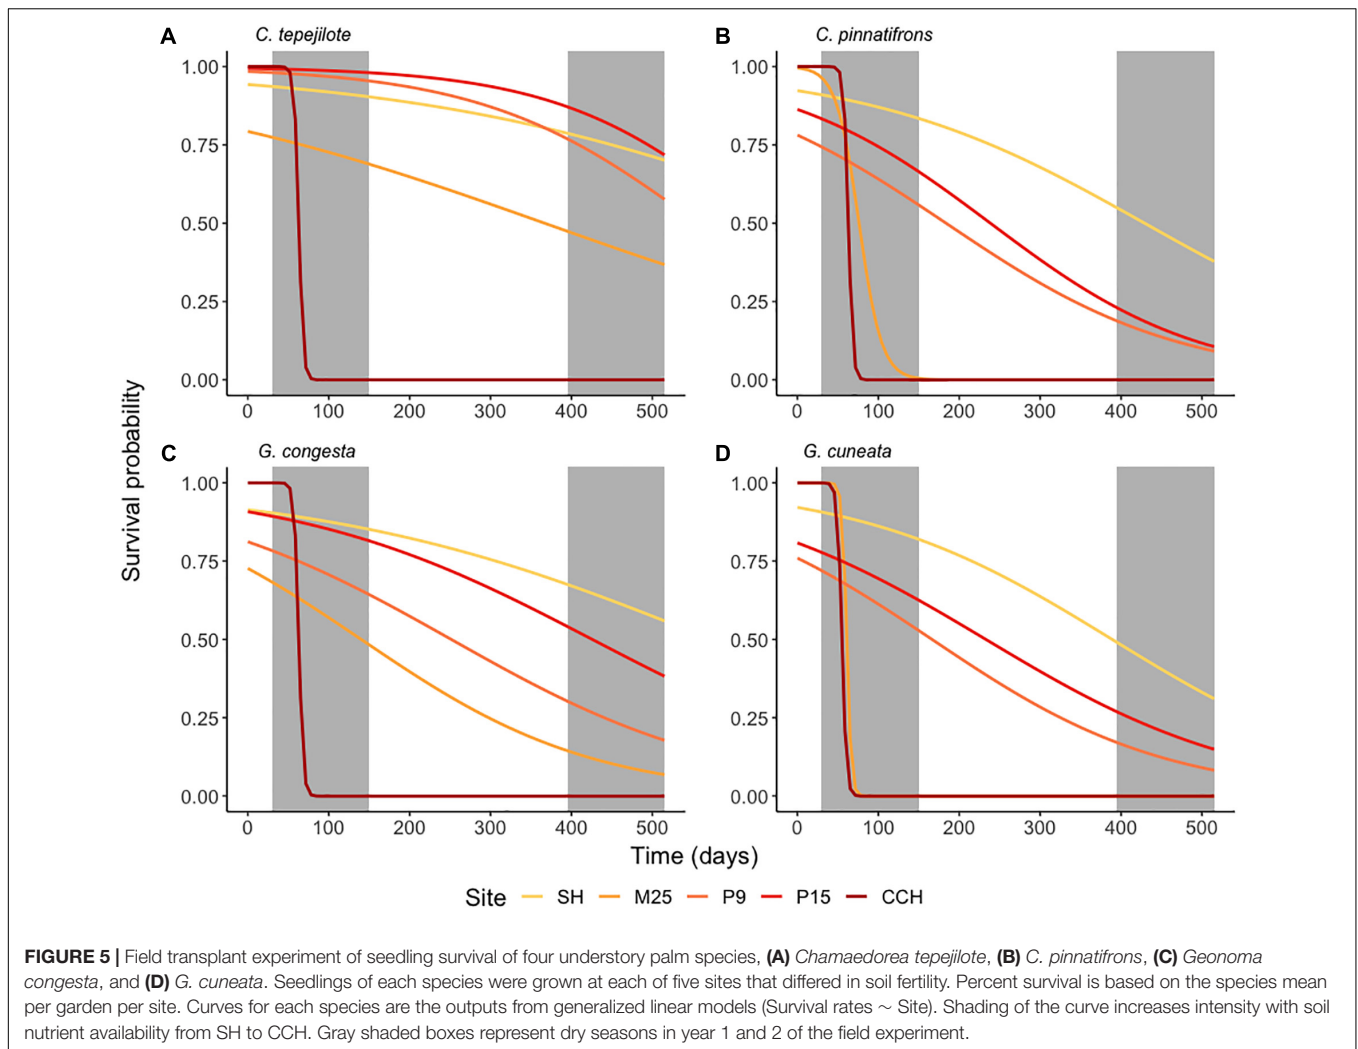 A C. tepejilote
B C. pinnatifrons
1.00 1.00
0.75 0.75
0.50 0.50
0.25 0.25
0.00 0.00
0 100 200 300 400 500 0 100 200 300 400 500
Survival probability
C G. congesta
D G. cuneata
1.00 1.00
0.75 0.75
0.50 0.50
0.25 0.25
0.00 0.00
0 100 200 300 400 500 0 100 200 300 400 500
Time (days)
Site SH M25 P9 P15 CCH
FIGURE 5 | Field transplant experiment of seedling survival of four understory palm species, (A) Chamaedorea tepejilote, (B) C. pinnatifrons, (C) Geonoma
congesta, and (D) G. cuneata. Seedlings of each species were grown at each of five sites that differed in soil fertility. Percent survival is based on the species mean
per garden per site. Curves for each species are the outputs from generalized linear models (Survival rates ~ Site). Shading of the curve increases intensity with soil
nutrient availability from SH to CCH. Gray shaded boxes represent dry seasons in year 1 and 2 of the field experiment.